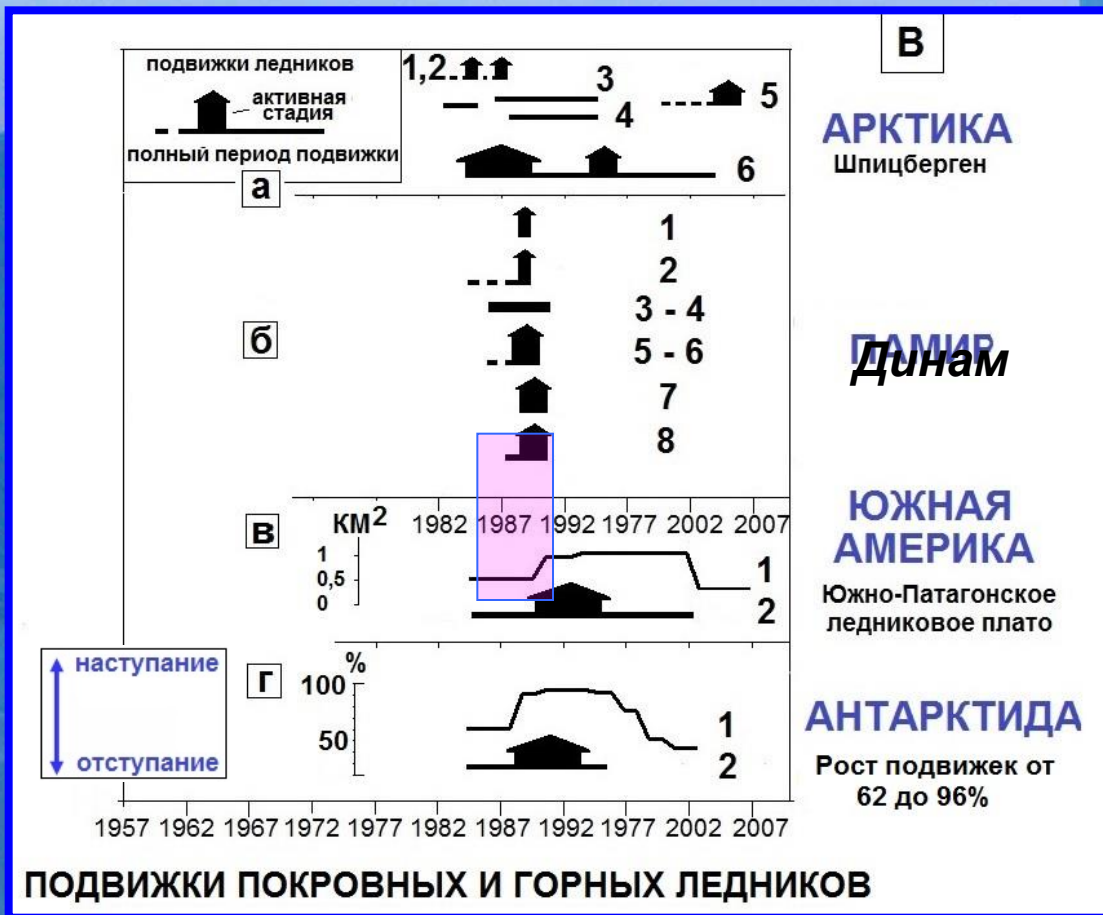 В
подвижки ледников
активная
стадия
полный период подвижки
1,2
3
4
5
6
АРКТИКА
Шпицберген
а
1
2
3 - 4
5 - 6
7
8
б
ПАМИР
Динам
КМ2
1982 1987 1992 1977 2002 2007
в
1
0,5
0
1
2
ЮЖНАЯ
АМЕРИКА
Южно-Патагонское
ледниковое плато
наступание
отступание
г
%
100
50
1
2
АНТАРКТИДА
Рост подвижек от
62 до 96%
1957 1962 1967 1972 1977 1982 1987 1992 1977 2002 2007
ПОДВИЖКИ ПОКРОВНЫХ И ГОРНЫХ ЛЕДНИКОВ